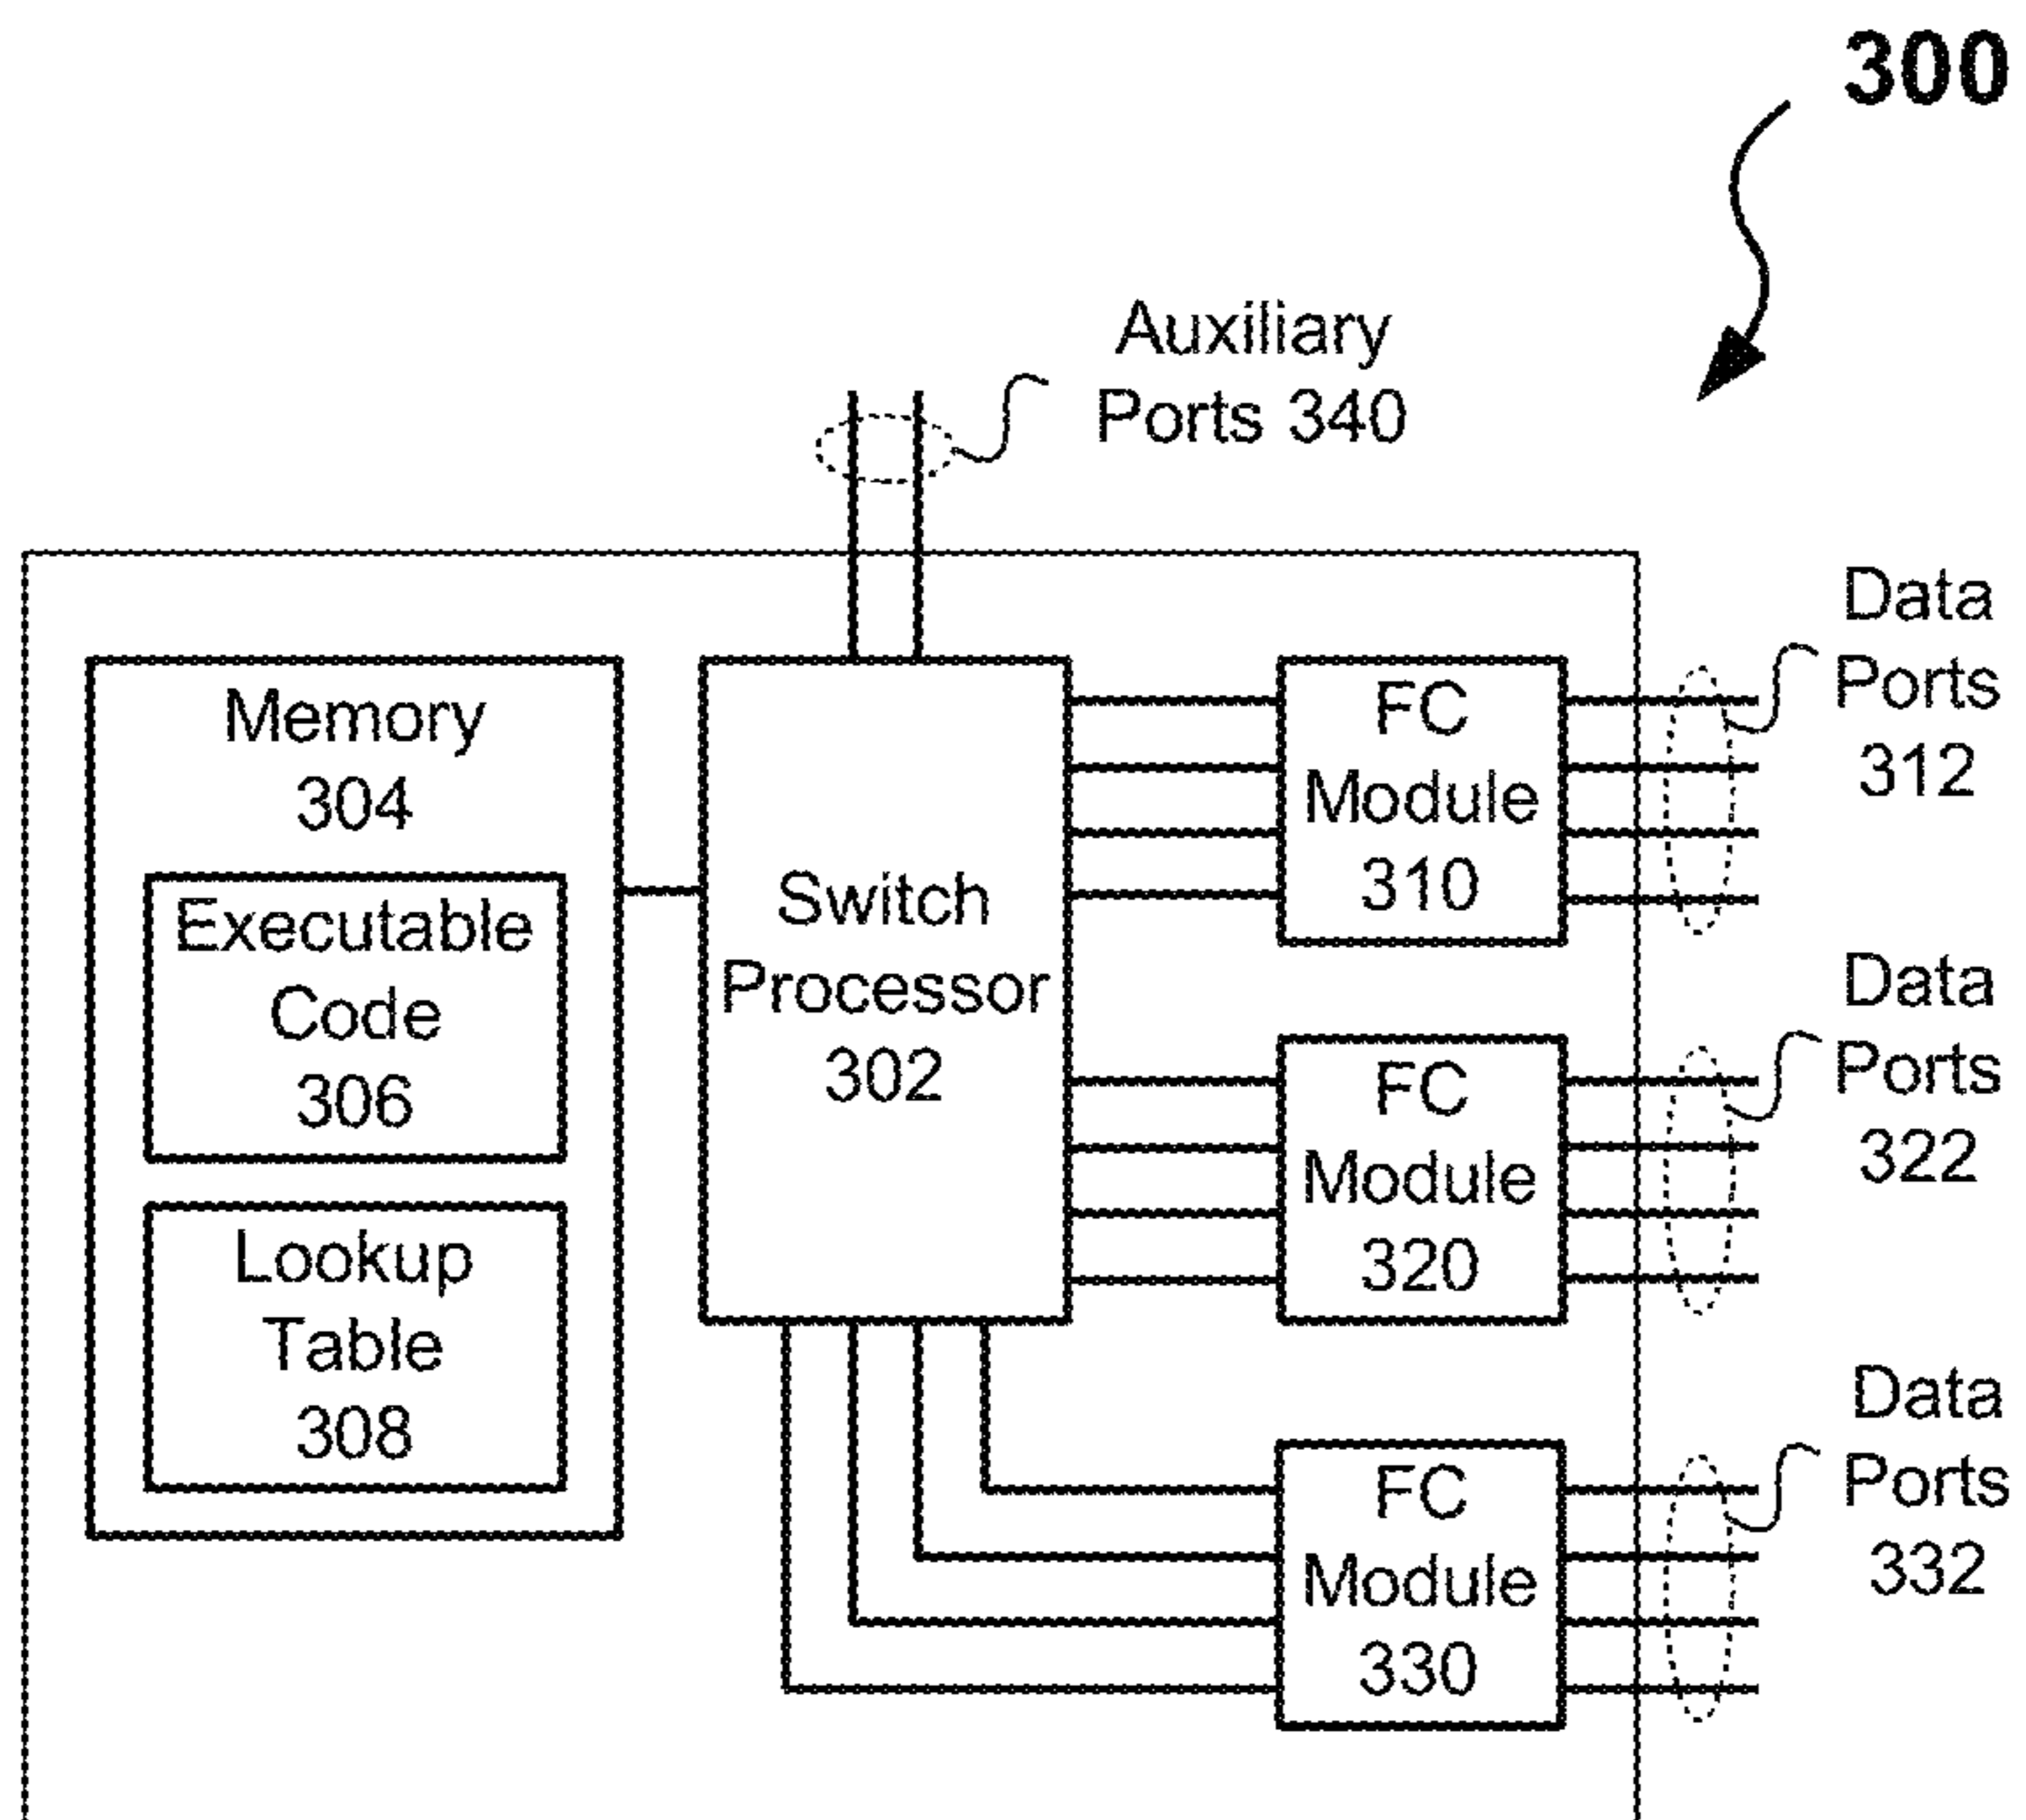 300
Auxiliary
Ports 340
Memory
304
Executable
Code
306
Lookup
Table
308
Switch
Processor
302
FC
Module
310
Data
Ports
312
FC
Module
320
Data
Ports
322
FC
Module
330
Data
Ports
332